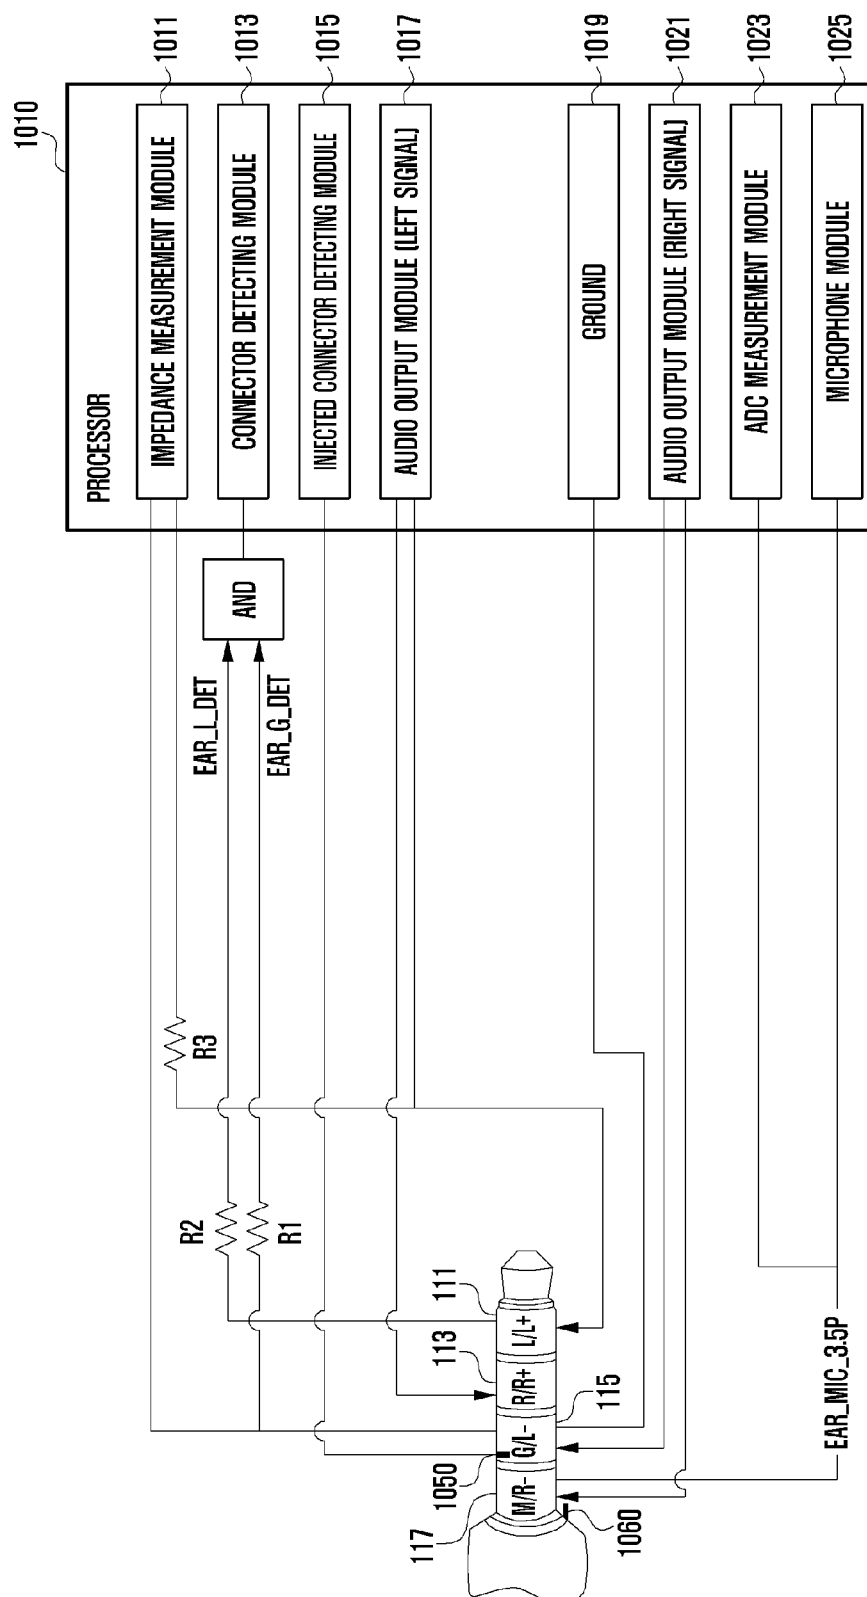 1010
PROCESSOR
IMPEDANCE MEASUREMENT MODULE
1011
CONNECTOR DETECTING MODULE
1013
INJECTED CONNECTOR DETECTING MODULE
1015
AUDIO OUTPUT MODULE (LEFT SIGNAL)
1017
GROUND
1019
AUDIO OUTPUT MODULE (RIGHT SIGNAL)
1021
ADC MEASUREMENT MODULE
1023
MICROPHONE MODULE
1025
AND
EAR_L_DET
EAR_G_DET
R3
R2
R1
111
113
115
117
1050
1060
L/L+
R/R+
G/L-
M/R-
EAR_MIC_3.5P